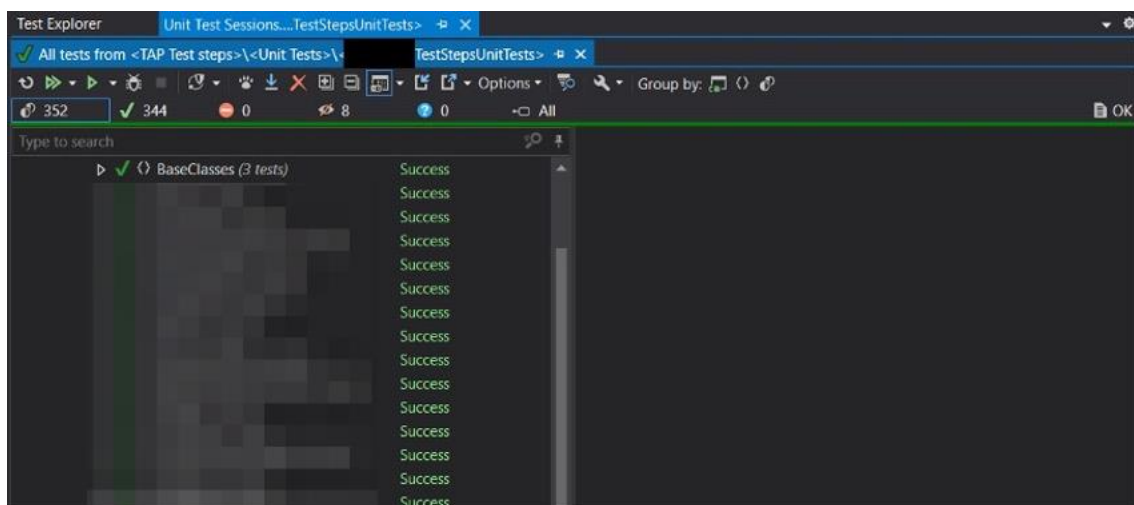 Test Explorer Unit Test Sessions....TestStepsUnitTests>
All tests from <TAP Test steps>\<Unit Tests>\< TestStepsUnitTests>
Options Group by:
352 344 0 8 0 All OK
Type to search
BaseClasses (3 tests) Success
Success
Success
Success
Success
Success
Success
Success
Success
Success
Success
Success
Success
Success
Success